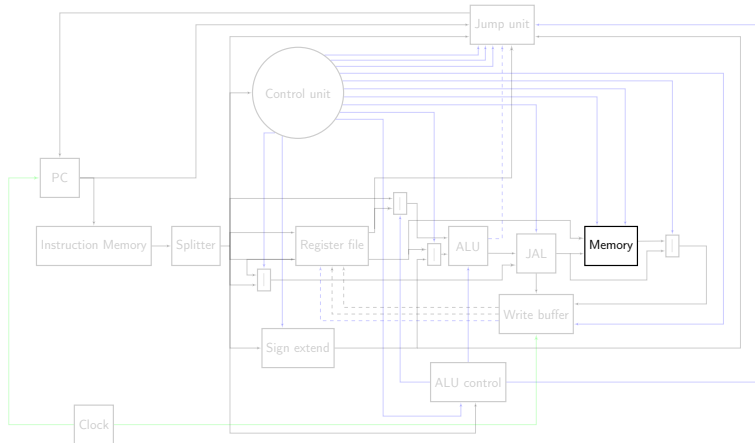 Jump unit
Control unit
PC
Instruction Memory
Splitter
Register file
ALU
JAL
Memory
Write buffer
Sign extend
ALU control
Clock